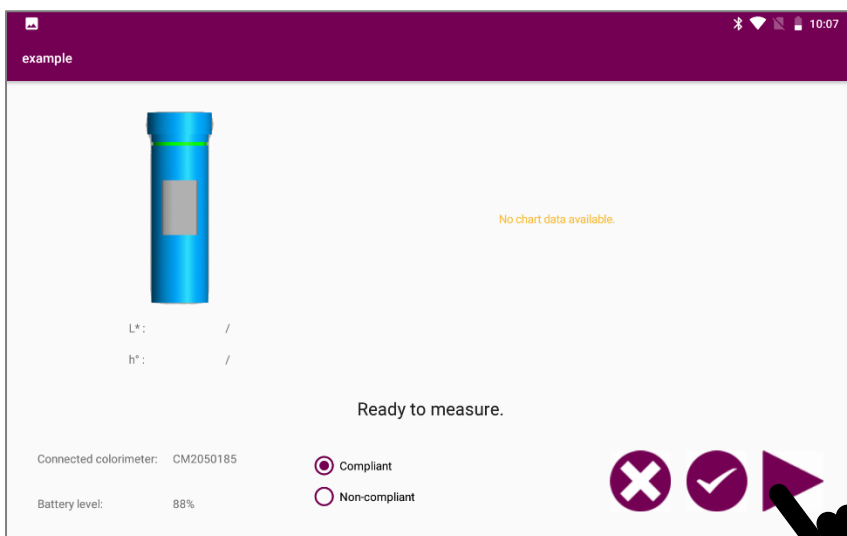 10:07
example
No chart data available.
L* : /
h° : /
Ready to measure.
Connected colorimeter: CM2050185
Compliant
Battery level: 88%
Non-compliant